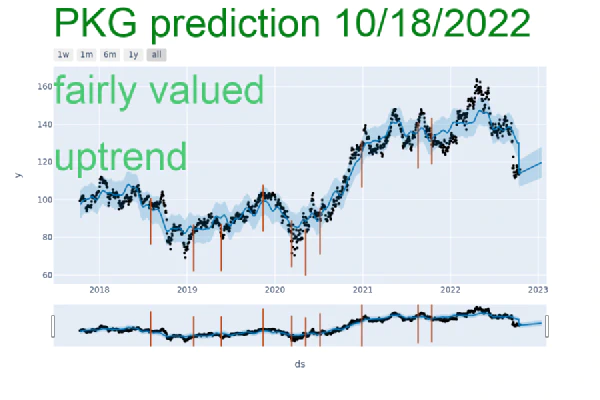 PKG prediction 10/18/2022
1w 1m 6m 1y all
fairly valued
uptrend
160
140
120
100
80
60
y
2018 2019 2020 2021 2022 2023
ds